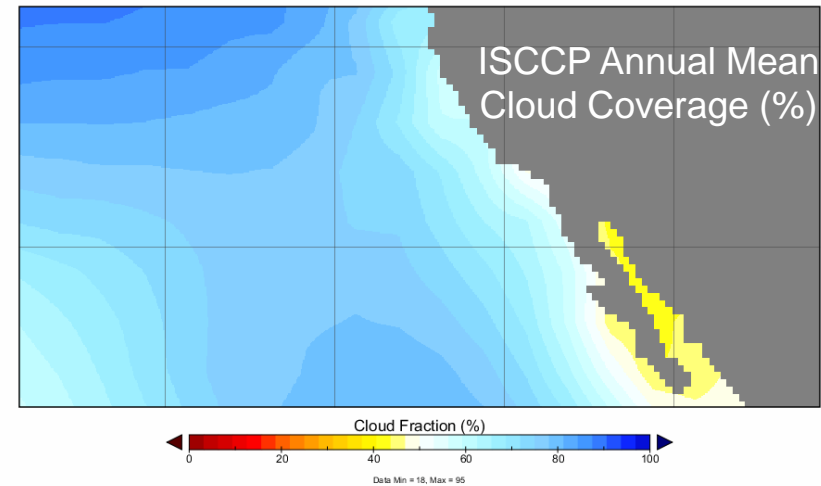 ISCCP Annual Mean
Cloud Coverage (%)
Cloud Fraction (%)
0 20 40 60 80 100
Data Min = 18, Max = 95